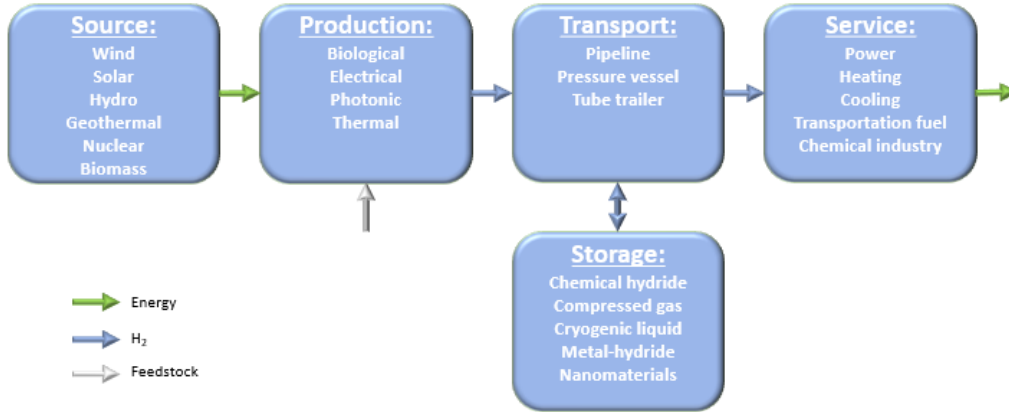 Source:
Wind
Solar
Hydro
Geothermal
Nuclear
Biomass
Production:
Biological
Electrical
Photonic
Thermal
Transport:
Pipeline
Pressure vessel
Tube trailer
Service:
Power
Heating
Cooling
Transportation fuel
Chemical industry
Storage:
Chemical hydride
Compressed gas
Cryogenic liquid
Metal-hydride
Nanomaterials
Energy
H₂
Feedstock